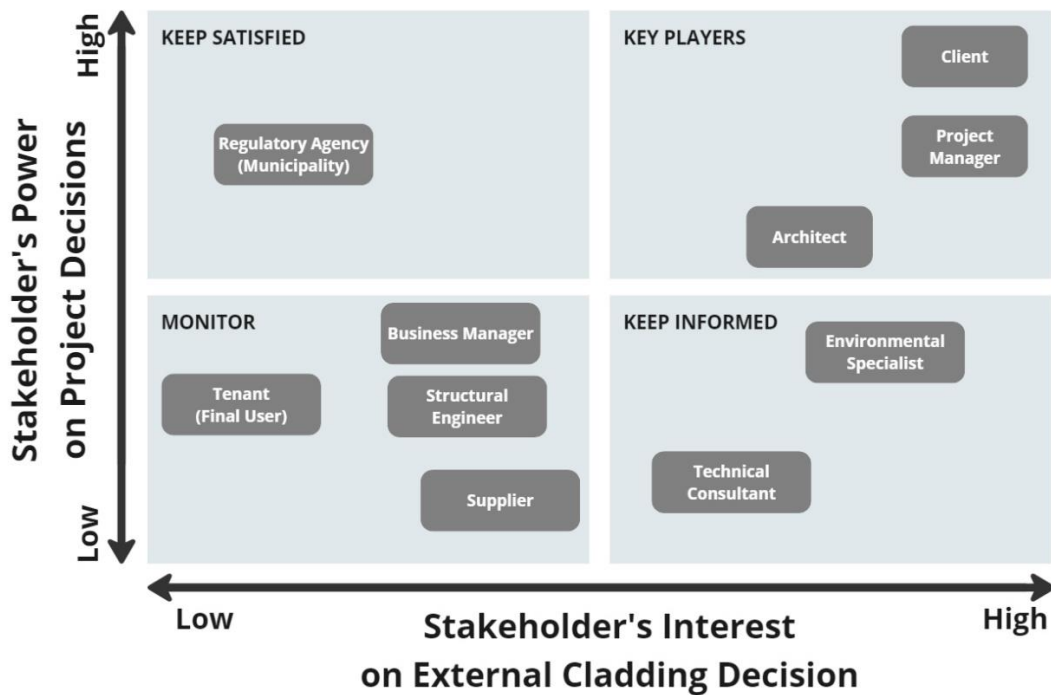 High
Stakeholder's Power
on Project Decisions
Low
KEEP SATISFIED
Regulatory Agency
(Municipality)
KEY PLAYERS
Client
Project
Manager
Architect
MONITOR
Business Manager
Tenant
(Final User)
Structural
Engineer
Supplier
KEEP INFORMED
Environmental
Specialist
Technical
Consultant
Low
High
Stakeholder's Interest
on External Cladding Decision